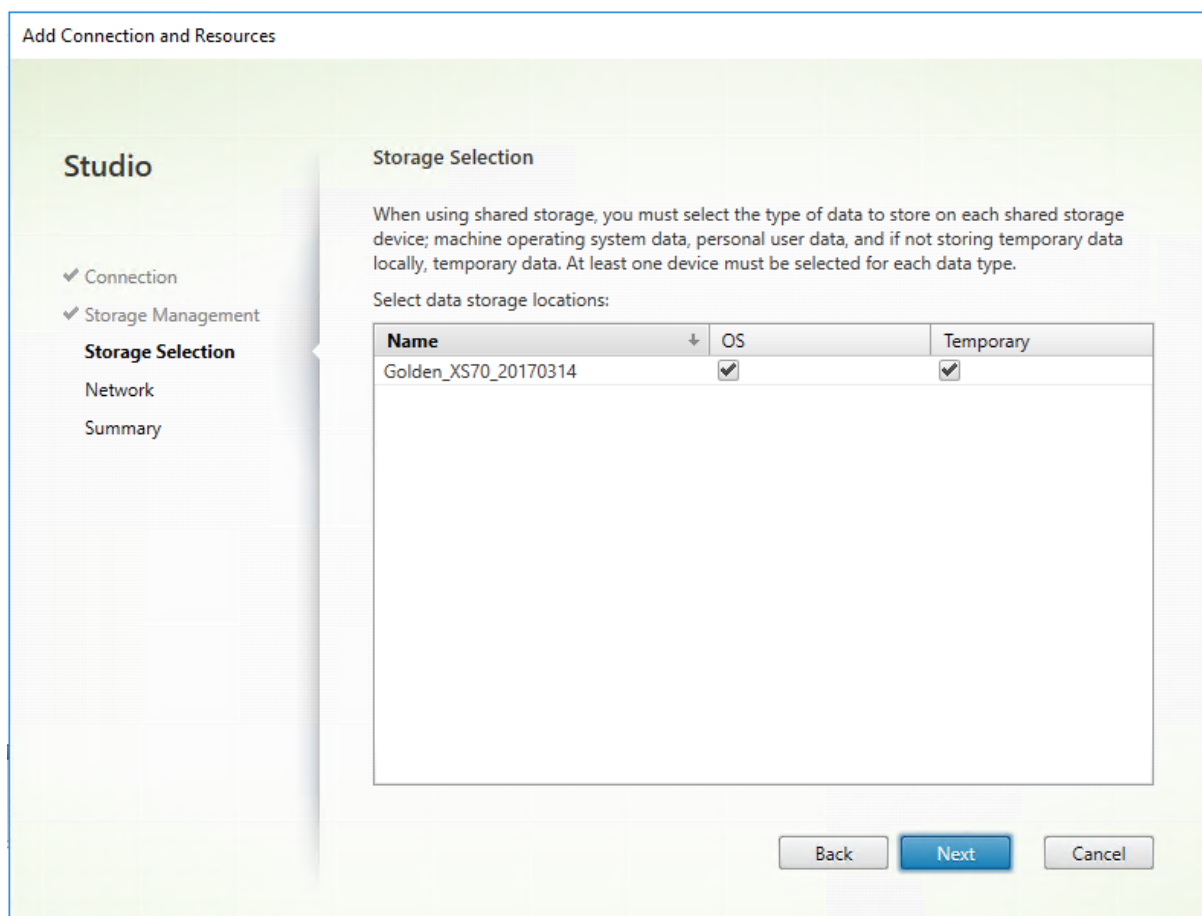 Add Connection and Resources
Studio
Connection
Storage Management
Storage Selection
Network
Summary
Storage Selection
When using shared storage, you must select the type of data to store on each shared storage
device; machine operating system data, personal user data, and if not storing temporary data
locally, temporary data. At least one device must be selected for each data type.
Select data storage locations:
Name OS Temporary
Golden_XS70_20170314
Back Next Cancel